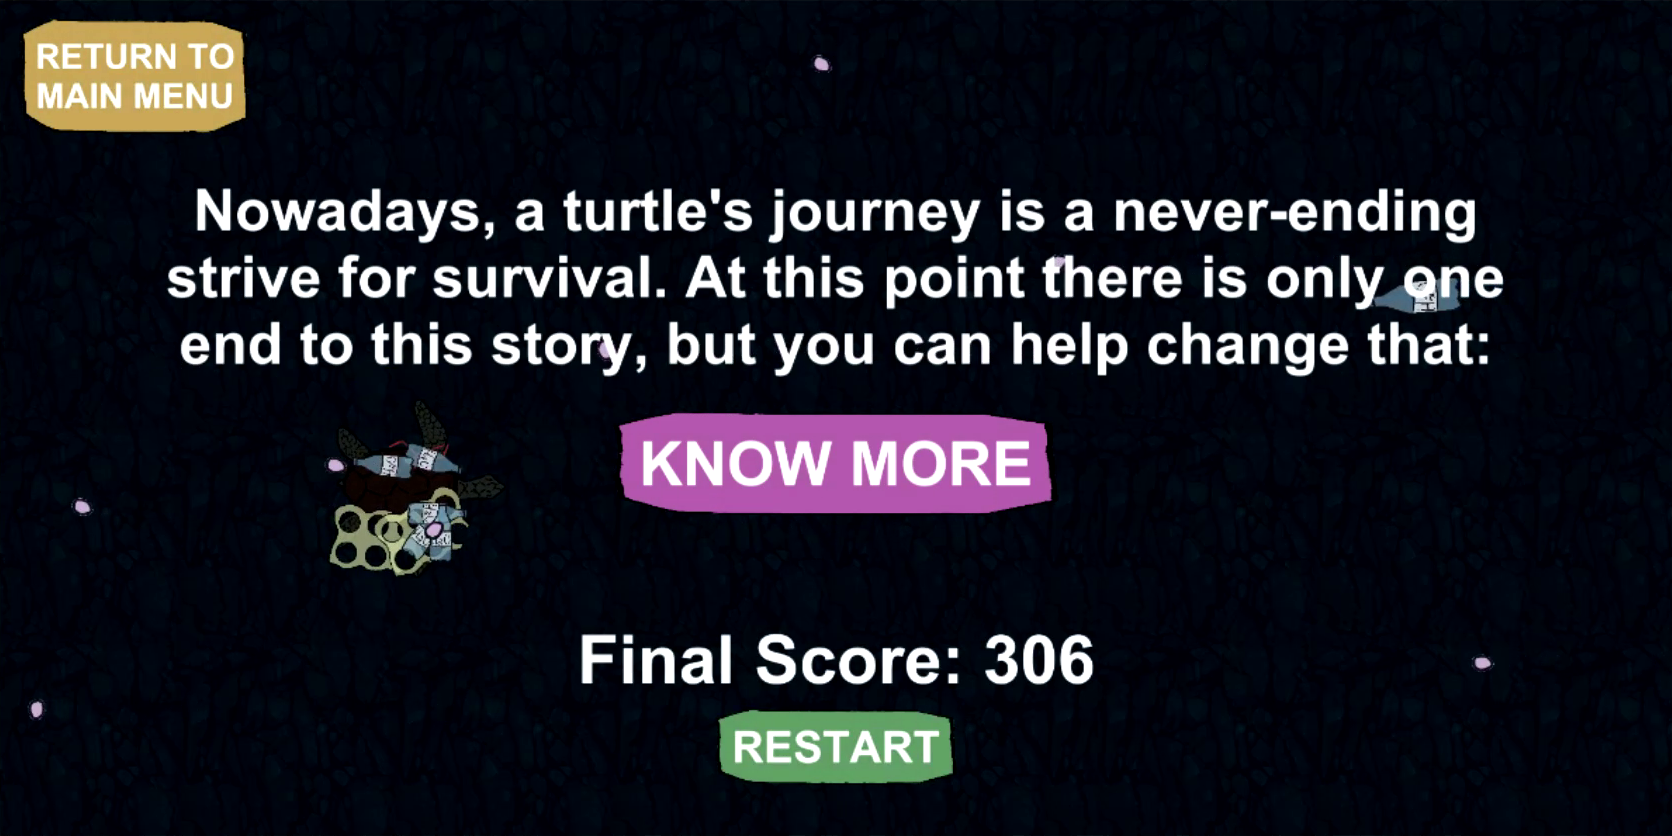 RETURN TO
MAIN MENU
Nowadays, a turtle's journey is a never-ending
strive for survival. At this point there is only one
end to this story, but you can help change that:
KNOW MORE
Final Score: 306
RESTART